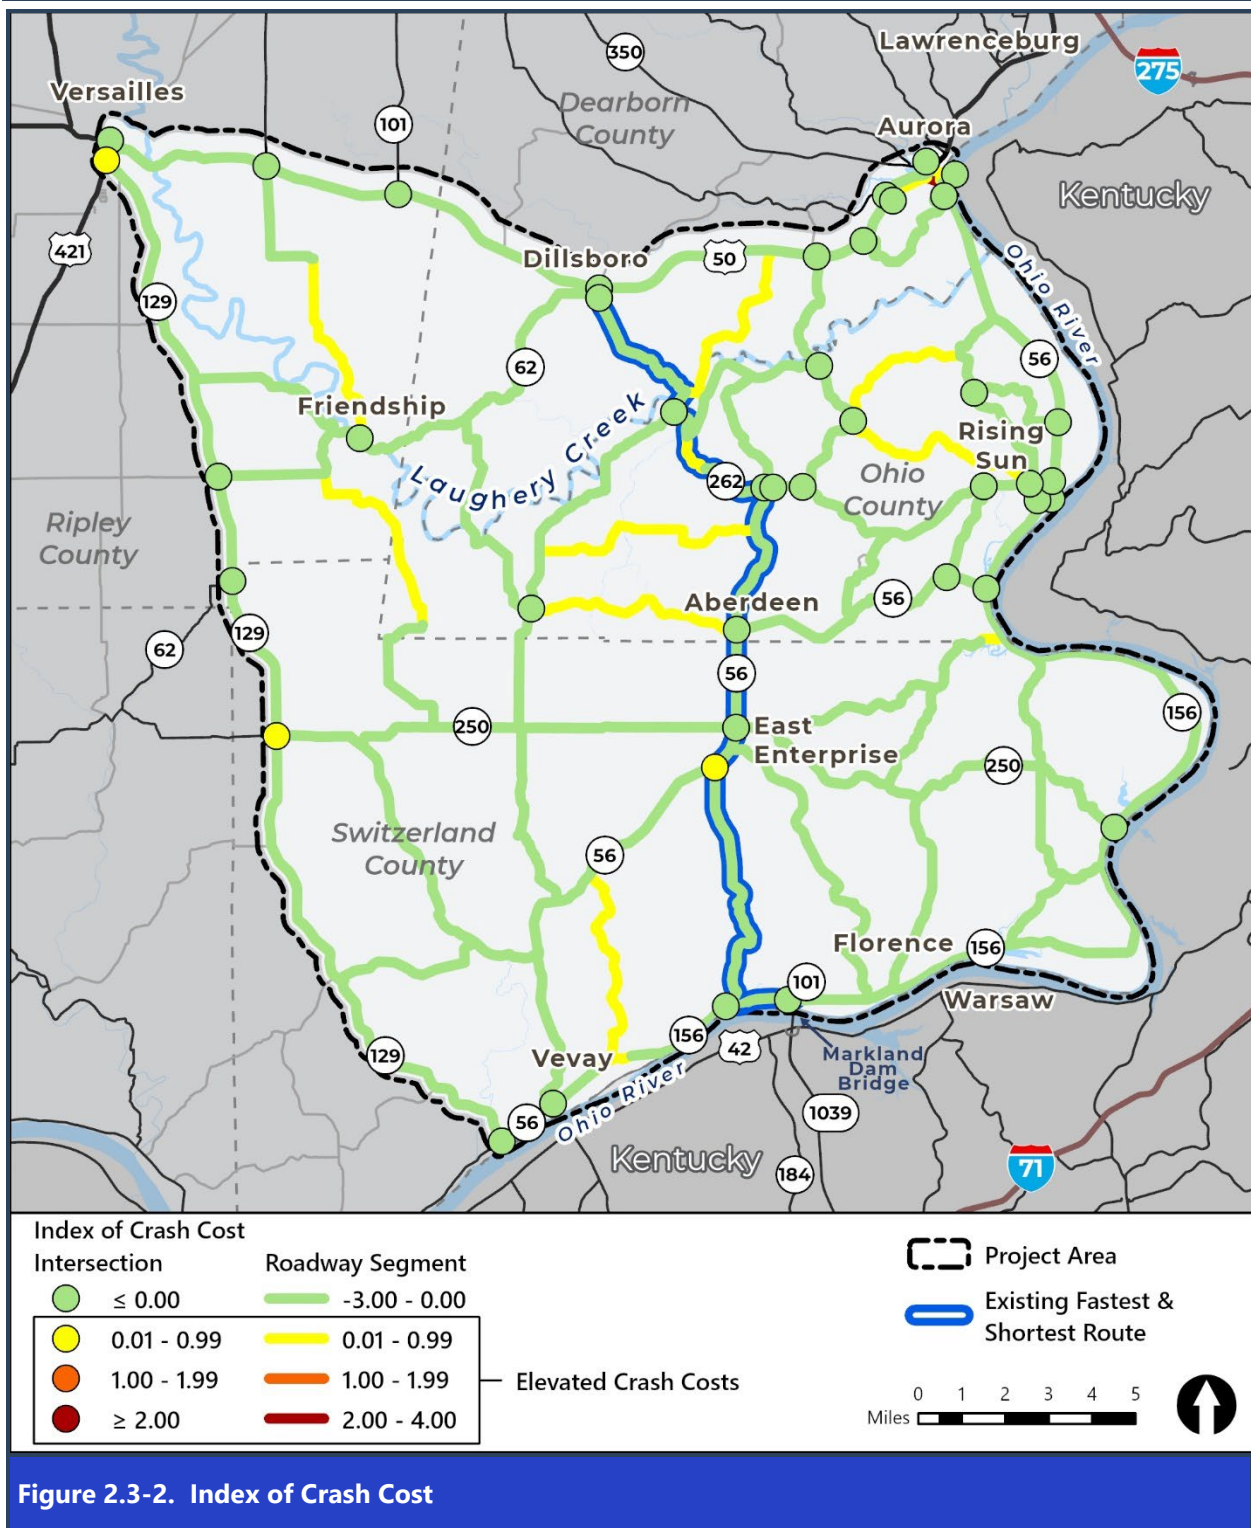 Lawrenceburg
350
275
Versailles
Dearborn
County
101
Aurora
Kentucky
421
Dillsboro
50
Ohio River
129
62
56
Friendship
Laughery Creek
Rising
Sun
262
Ohio
County
Ripley
County
Aberdeen
56
129
62
56
156
250
East
Enterprise
250
Switzerland
County
56
Florence
156
101
Warsaw
156
42
Markland
Dam
Bridge
129
Vevay
Ohio River
56
1039
Kentucky
184
71
Index of Crash Cost
Intersection
Roadway Segment
≤ 0.00
-3.00 - 0.00
0.01 - 0.99
0.01 - 0.99
1.00 - 1.99
1.00 - 1.99
≥ 2.00
2.00 - 4.00
Elevated Crash Costs
Project Area
Existing Fastest &
Shortest Route
0 1 2 3 4 5
Miles
Figure 2.3-2. Index of Crash Cost